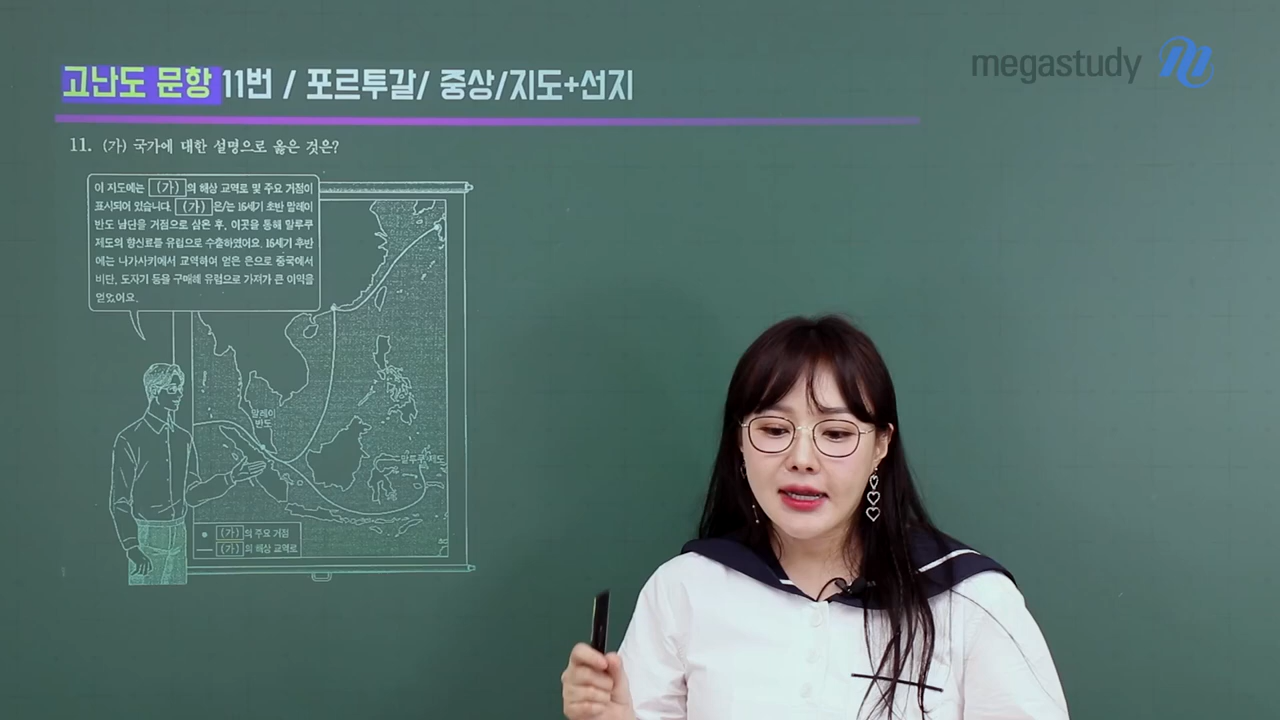 megastudy
고난도 문항 11번 / 포르투갈/ 중상/지도+선지
11. (가) 국가에 대한 설명으로 옳은 것은?
이 지도에는 (가) 의 해상 교역로 및 주요 거점이
표시되어 있습니다. (가) 은/는 16세기 초반 말레이
반도 남단을 거점으로 삼은 후, 이곳을 통해 말루쿠
제도의 향신료를 유럽으로 수출하였어요. 16세기 후반
에는 나가사키에서 교역하여 얻은 은으로 중국에서
비단, 도자기 등을 구매해 유럽으로 가져가 큰 이익을
얻었어요.
말레이
반도
말루쿠 제도
(가) 의 주요 거점
(가) 의 해상 교역로